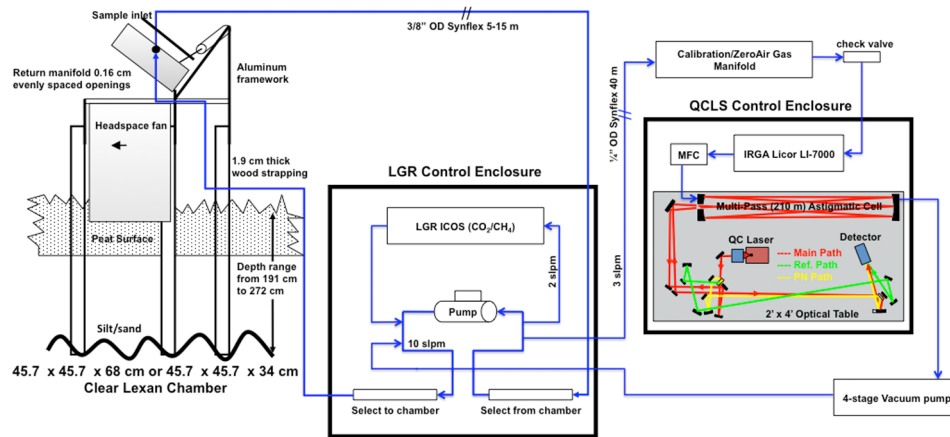 Sample inlet
Return manifold 0.16 cm
evenly spaced openings
Aluminum
framework
Headspace fan
1.9 cm thick
wood strapping
Peat Surface
Depth range
from 191 cm
to 272 cm
Silt/sand
45.7 x 45.7 x 68 cm or 45.7 x 45.7 x 34 cm
Clear Lexan Chamber
3/8" OD Synflex 5-15 m
LGR Control Enclosure
LGR ICOS (CO2/CH4)
2 slpm
Pump
10 slpm
Select to chamber
Select from chamber
3 slpm
¼" OD Synflex 40 m
Calibration/ZeroAir Gas
Manifold
check valve
QCLS Control Enclosure
MFC
IRGA Licor LI-7000
Multi-Pass (210 m) Astigmatic Cell
QC Laser
Detector
Main Path
Ref. Path
PN Path
2' x 4' Optical Table
4-stage Vacuum pump